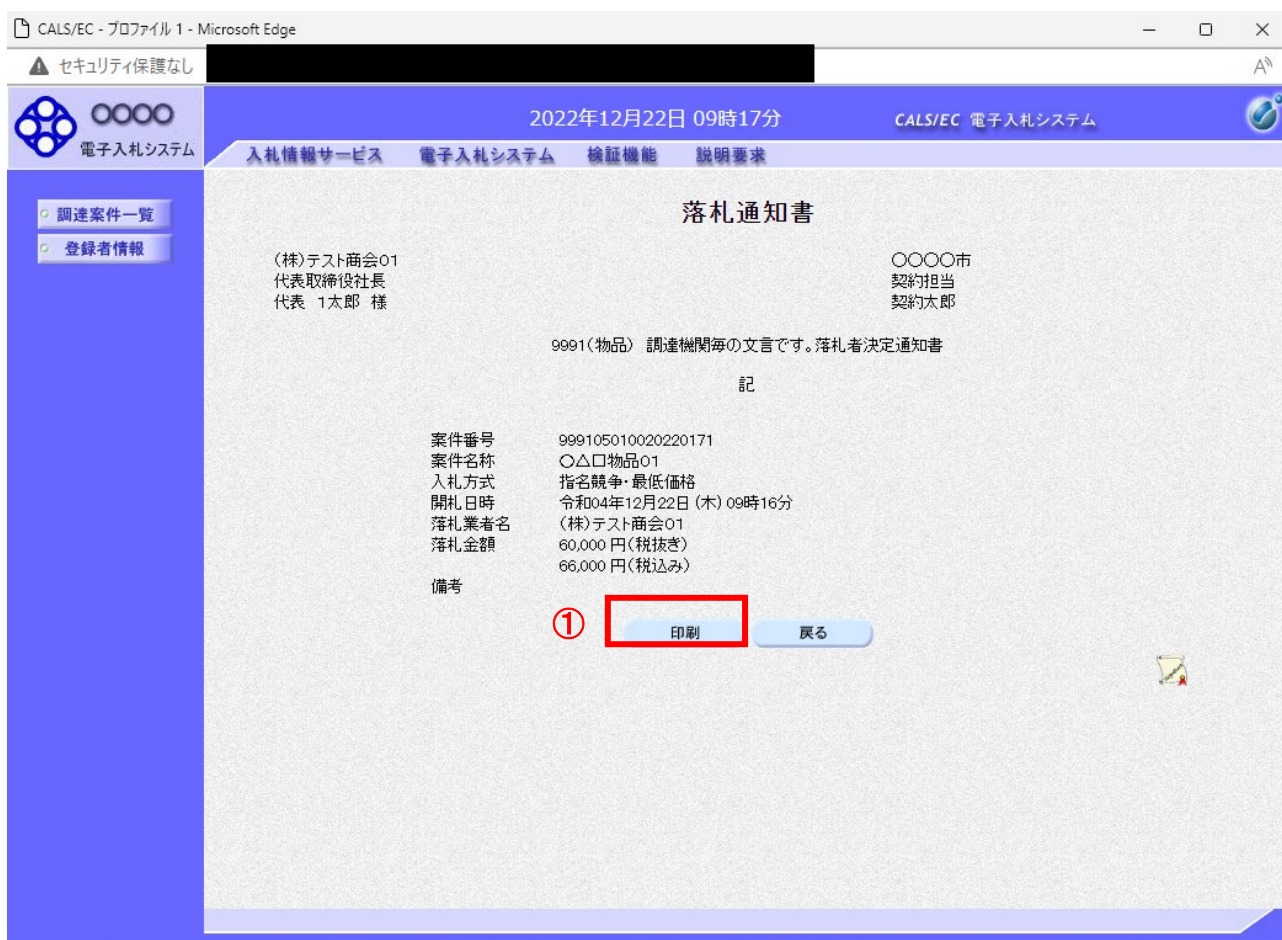 CALS/EC - プロファイル 1 - Microsoft Edge
セキュリティ保護なし
〇〇〇〇
電子入札システム
2022年12月22日 09時17分
CALS/EC 電子入札システム
入札情報サービス 電子入札システム 検証機能 説明要求
調達案件一覧
登録者情報
落札通知書
(株)テスト商会01
代表取締役社長
代表 1太郎 様
〇〇〇〇市
契約担当
契約太郎
9991(物品) 調達機関毎の文言です。落札者決定通知書
記
案件番号 999105010020220171
案件名称 〇△□物品01
入札方式 指名競争・最低価格
開札日時 令和04年12月22日 (木) 09時16分
落札業者名 (株)テスト商会01
落札金額 60,000 円(税抜き)
66,000 円(税込み)
備考
① 印刷 戻る